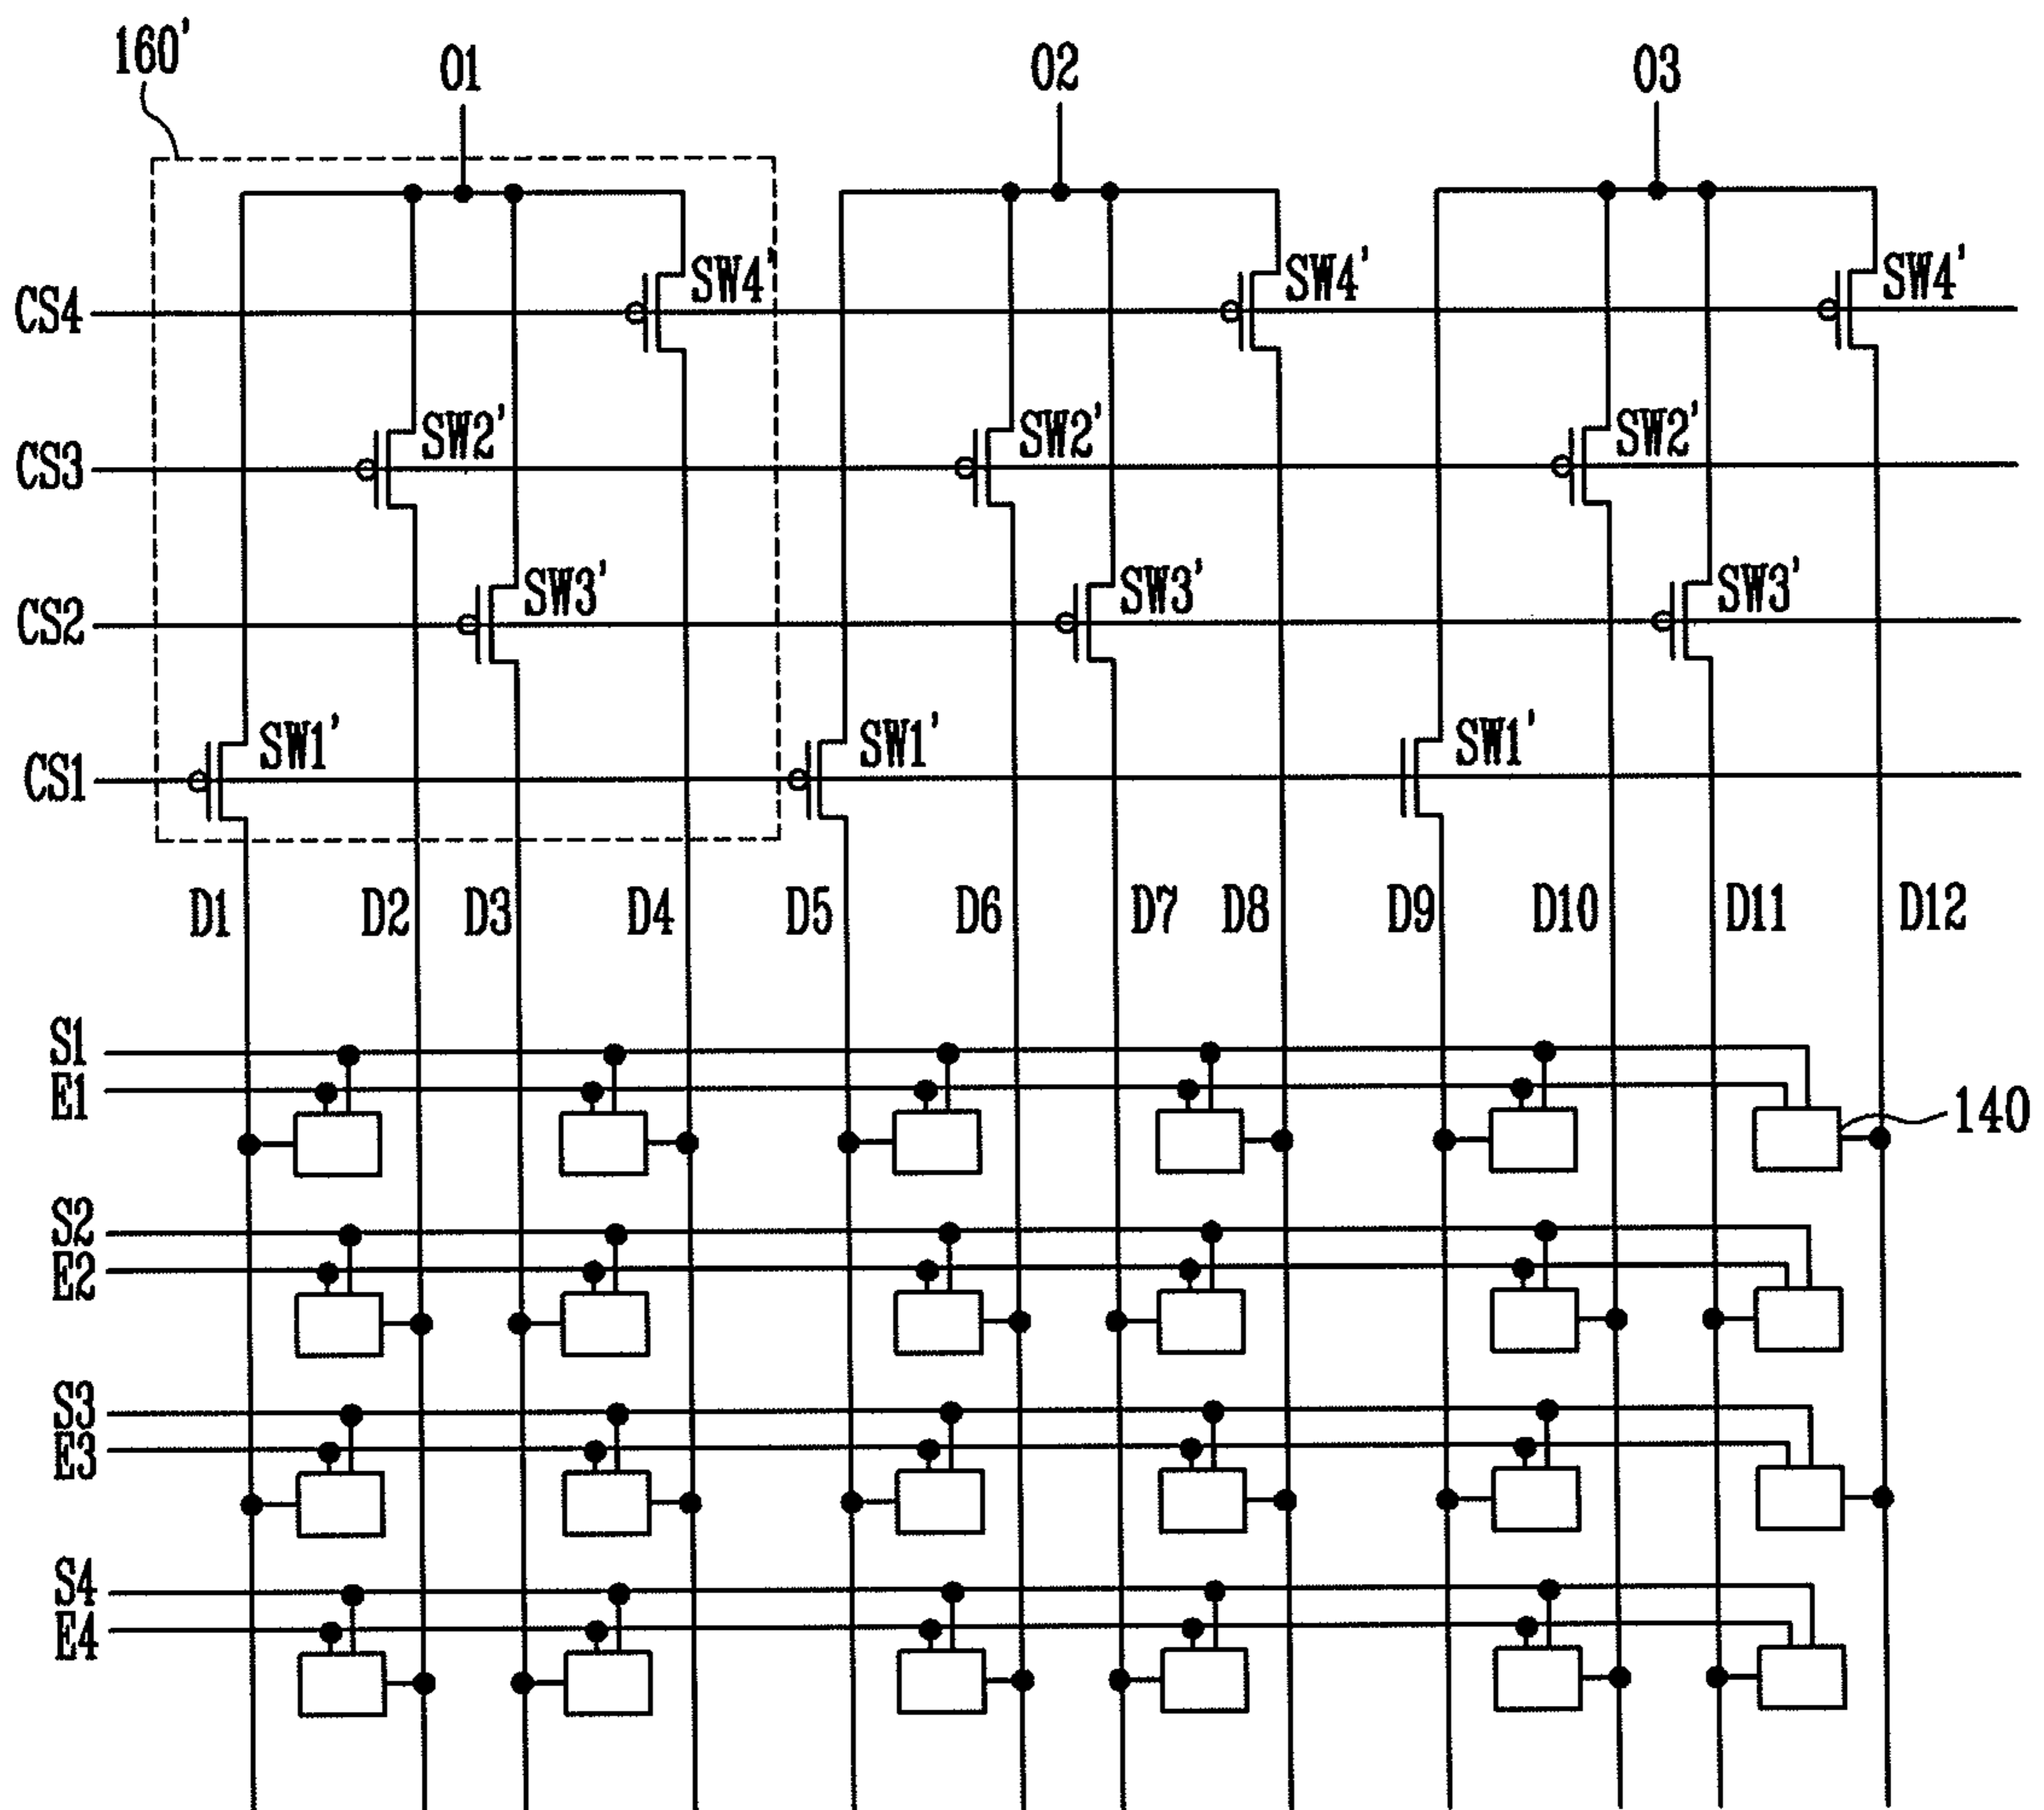 160'
O1 O2 O3
CS4 SW4' SW4' SW4'
CS3 SW2' SW2' SW2'
CS2 SW3' SW3' SW3'
CS1 SW1' SW1' SW1'
D1 D2 D3 D4 D5 D6 D7 D8 D9 D10 D11 D12
S1
E1
140
S2
E2
S3
E3
S4
E4